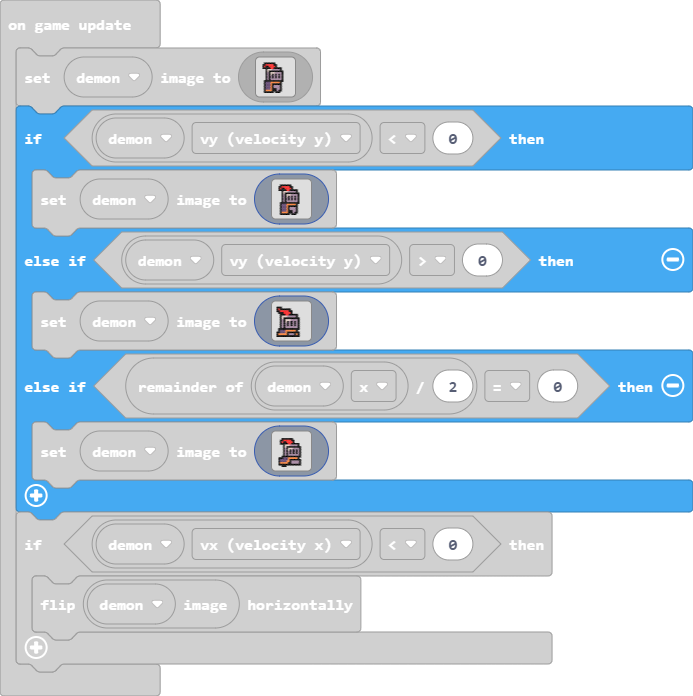 on game update
set demon image to
if demon vy (velocity y) < 0 then
set demon image to
else if demon vy (velocity y) > 0 then
set demon image to
else if remainder of demon x / 2 = 0 then
set demon image to
if demon vx (velocity x) < 0 then
flip demon image horizontally